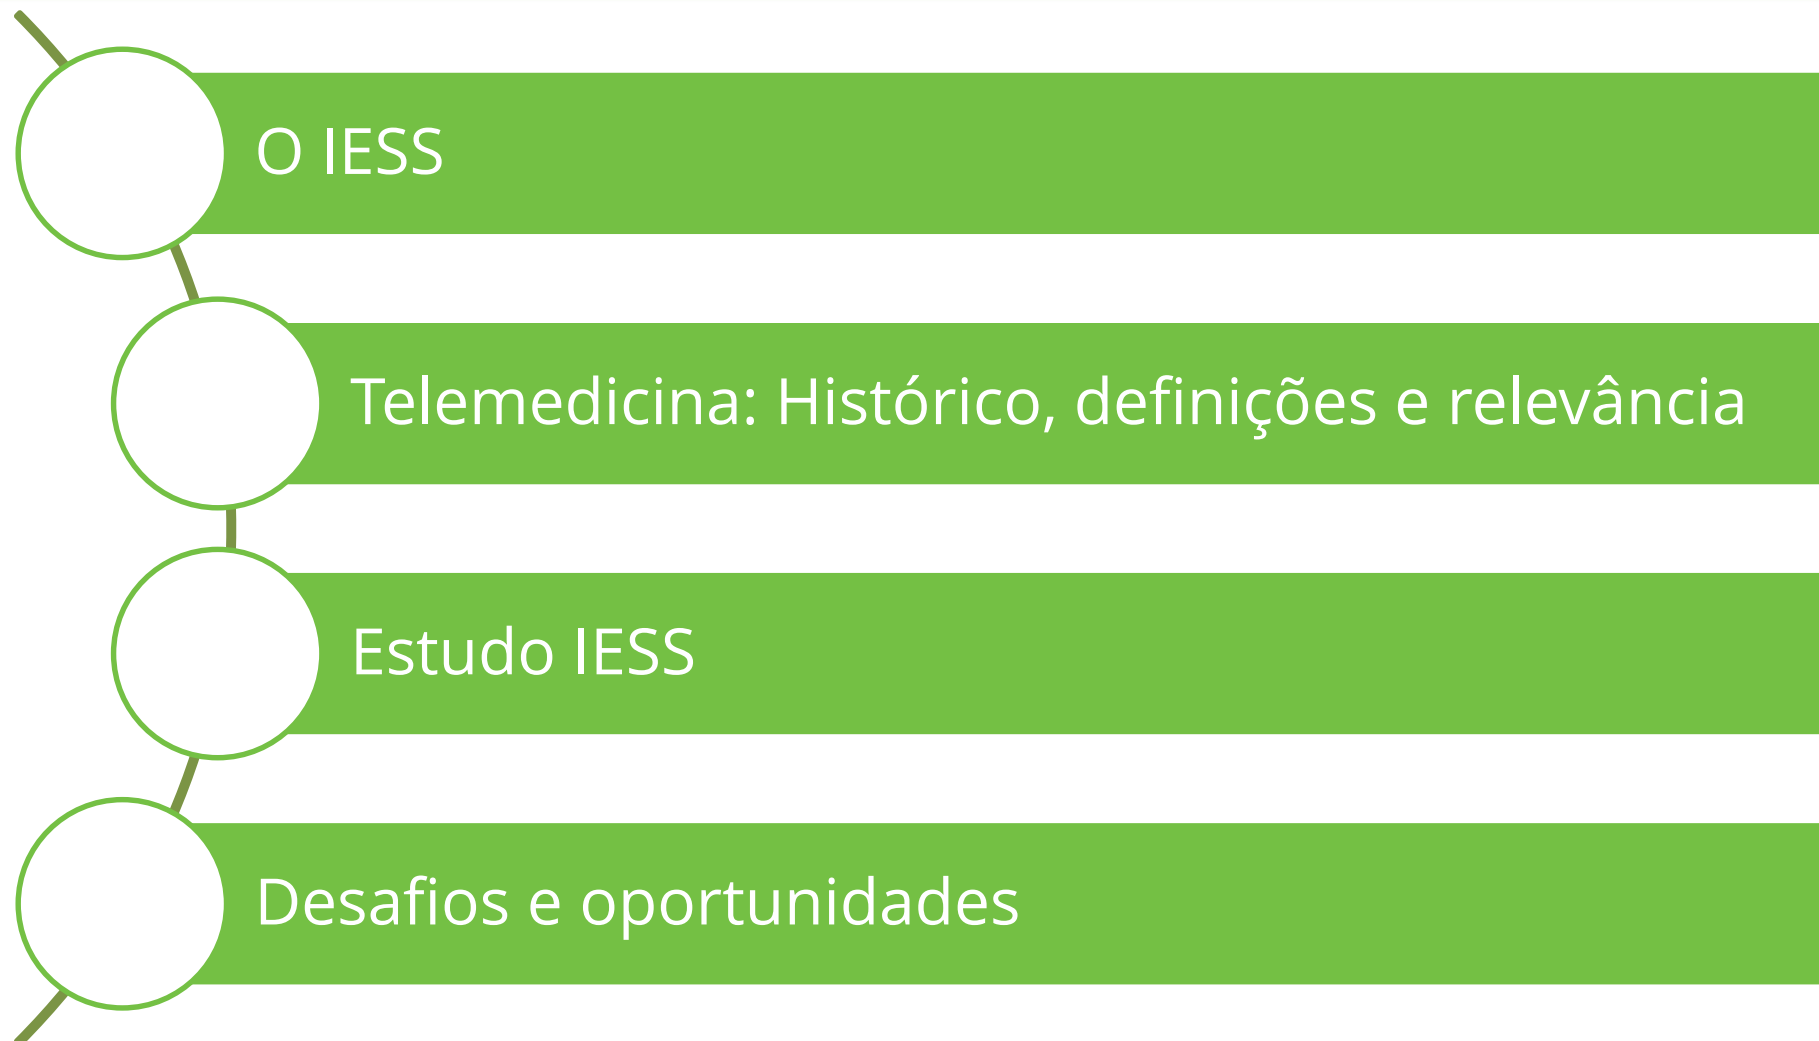 O IESS
Telemedicina: Histórico, definições e relevância
Estudo IESS
Desafios e oportunidades